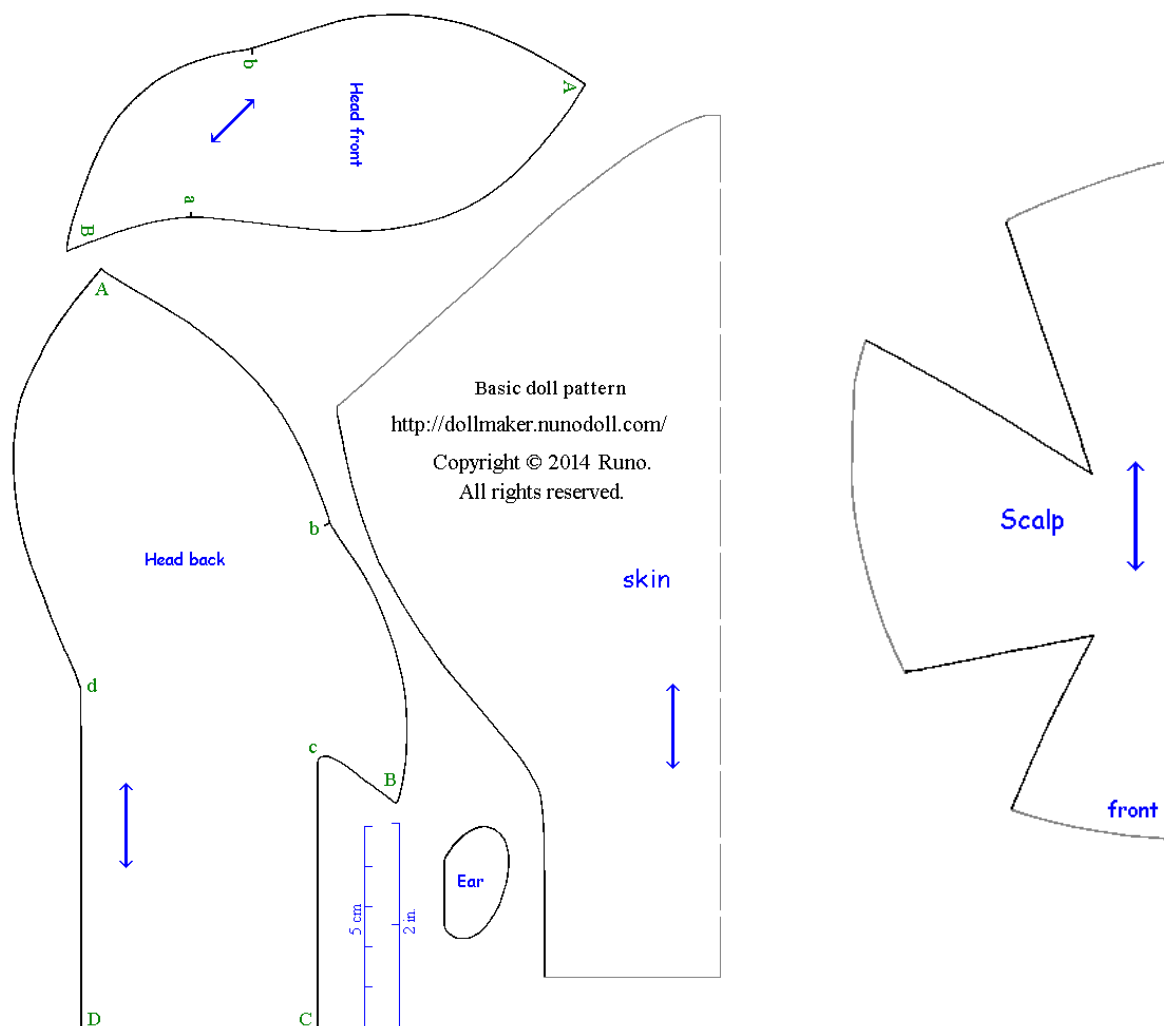 b
A
Head front
a
B
A
Basic doll pattern
http://dollmaker.nunodoll.com/
Copyright © 2014 Runo.
All rights reserved.
b
Scalp
Head back
skin
d
c
B
front
Ear
5 cm
2 in.
D
C